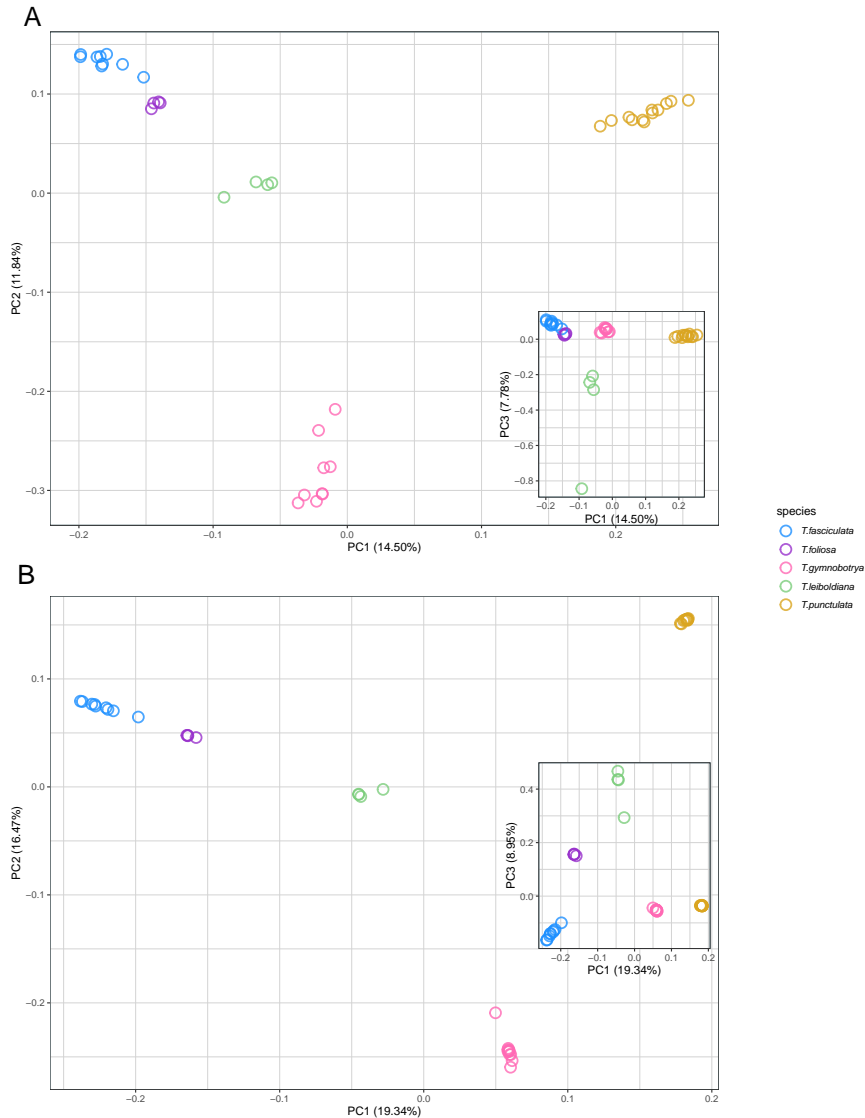 A
0.1
0.0
−0.1
−0.2
−0.3
PC2 (11.84%)
−0.2
−0.1
0.0
0.1
0.2
PC1 (14.50%)
0.0
−0.2
−0.4
−0.6
−0.8
PC3 (7.78%)
−0.2
−0.1
0.0
0.1
0.2
PC1 (14.50%)
species
T.fasciculata
T.foliosa
T.gymnobotrya
T.leiboldiana
T.punctulata
B
0.1
0.0
−0.1
−0.2
PC2 (16.47%)
−0.2
−0.1
0.0
0.1
0.2
PC1 (19.34%)
0.4
0.2
0.0
PC3 (8.95%)
−0.2
−0.1
0.0
0.1
0.2
PC1 (19.34%)